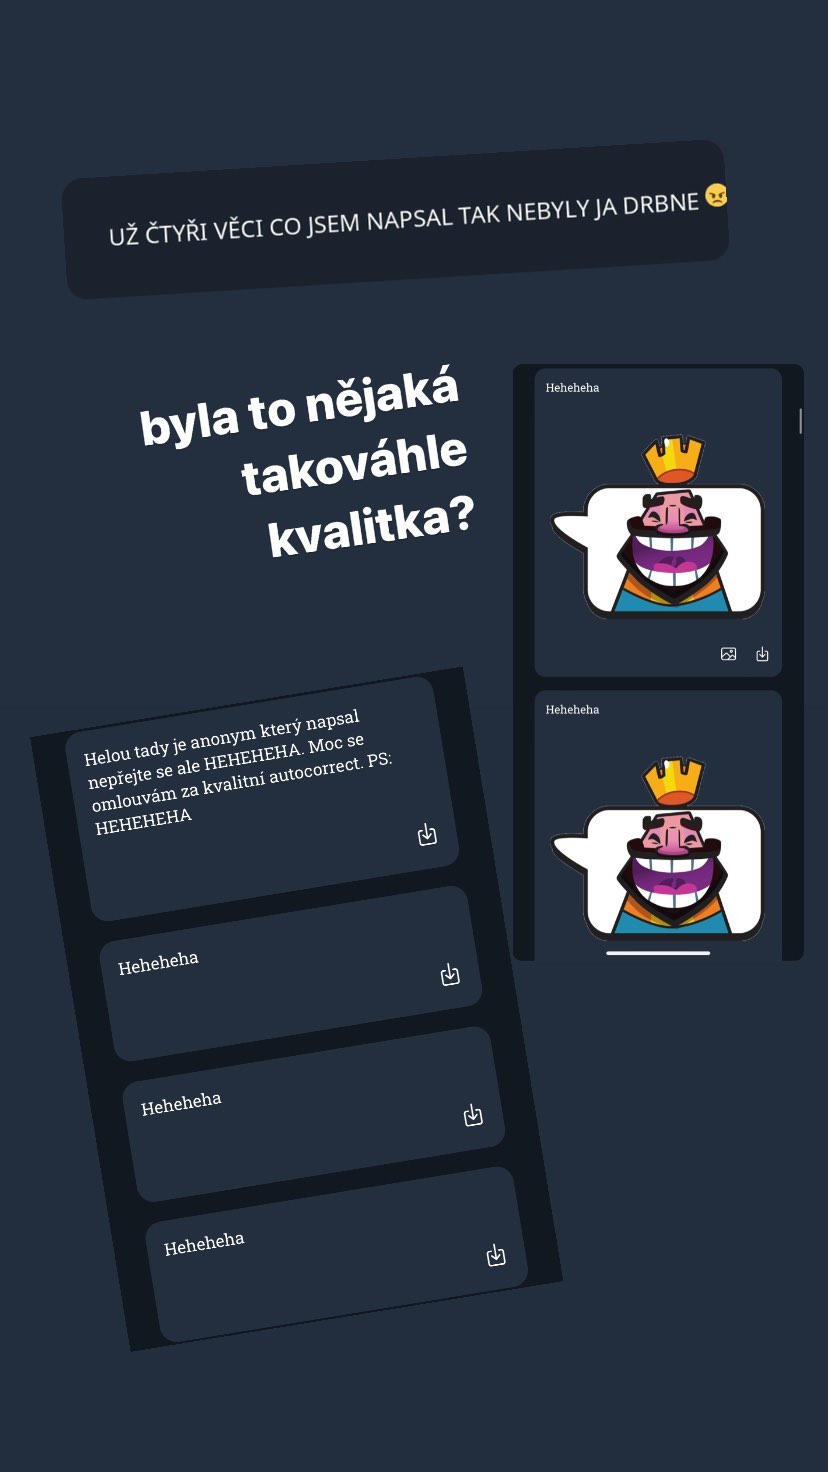 UŽ ČTYŘI VĚCI CO JSEM NAPSAL TAK NEBYLY JA DRBNE 😠
byla to nějaká
takováhle
kvalitka?
Heheheha
Heheheha
Helou tady je anonym který napsal
nepřejte se ale HEHEHEHA. Moc se
omlouvám za kvalitní autocorrect. PS:
HEHEHEHA
Heheheha
Heheheha
Heheheha